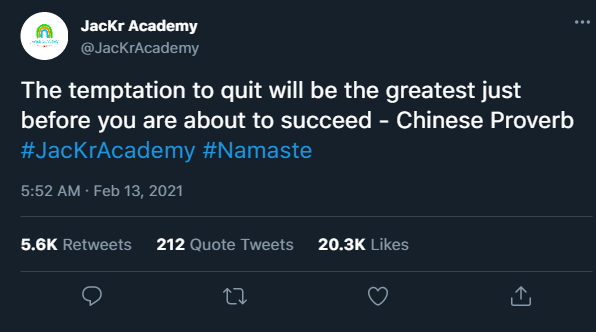 JacKr Academy
@JacKrAcademy
The temptation to quit will be the greatest just
before you are about to succeed - Chinese Proverb
#JacKrAcademy #Namaste
5:52 AM · Feb 13, 2021
5.6K Retweets 212 Quote Tweets 20.3K Likes